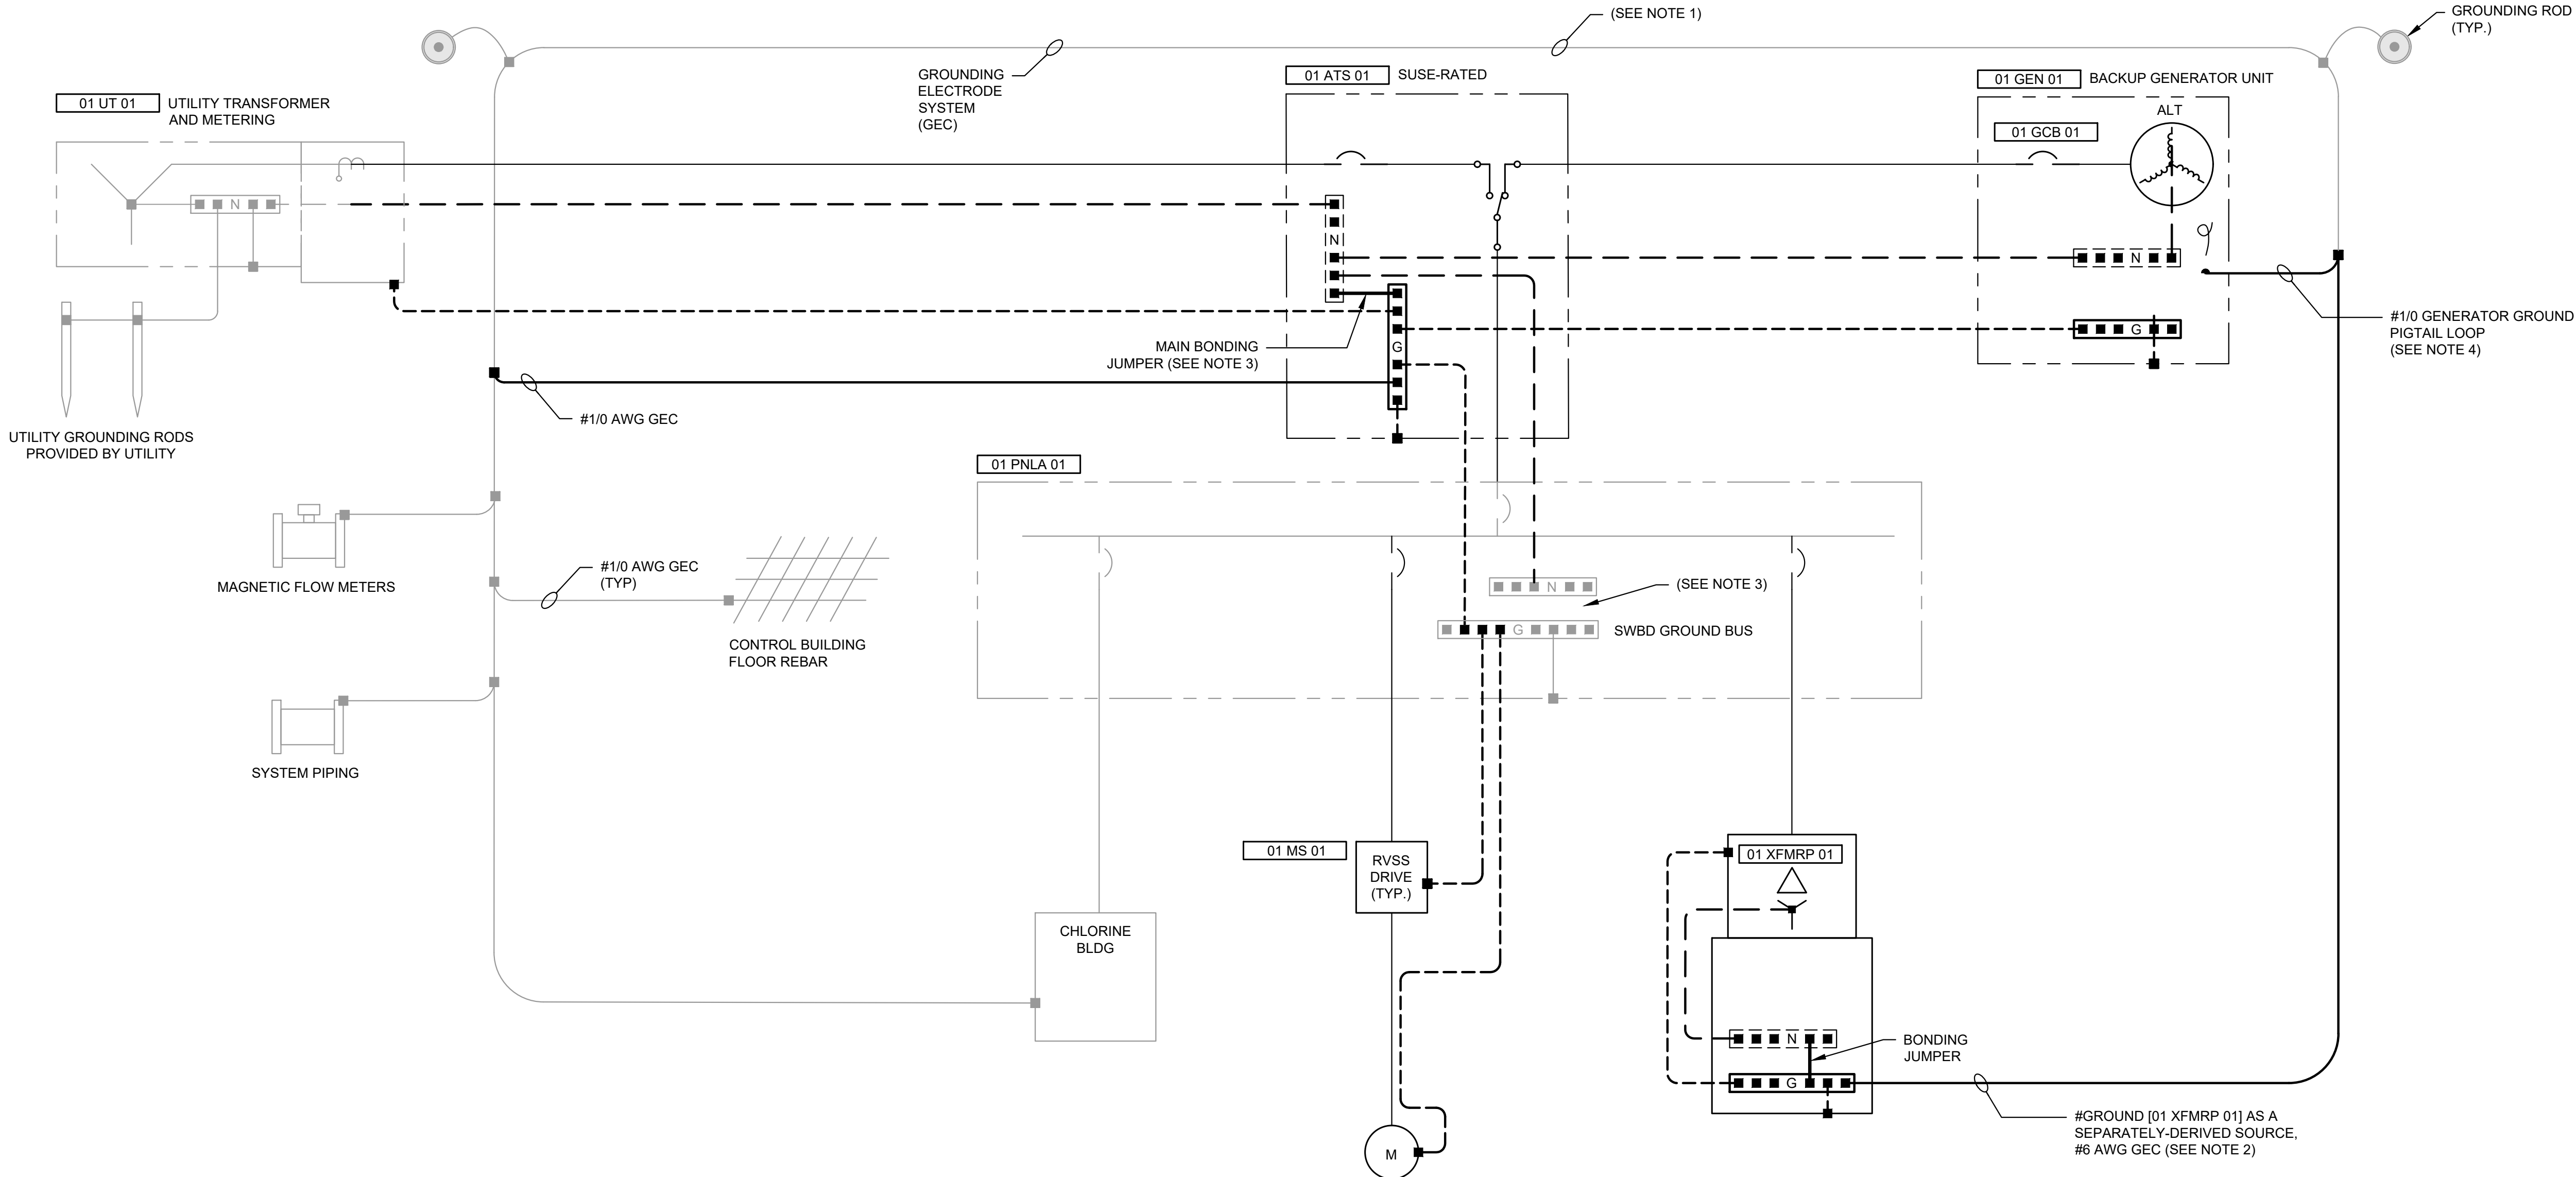 (SEE NOTE 1)
GROUNDING ROD
(TYP.)
GROUNDING
ELECTRODE
SYSTEM
(GEC)
01 ATS 01
SUSE-RATED
01 GEN 01
BACKUP GENERATOR UNIT
01 UT 01
UTILITY TRANSFORMER
AND METERING
ALT
01 GCB 01
N
N
N
G
G
MAIN BONDING
JUMPER (SEE NOTE 3)
#1/0 GENERATOR GROUND
PIGTAIL LOOP
(SEE NOTE 4)
#1/0 AWG GEC
UTILITY GROUNDING RODS
PROVIDED BY UTILITY
01 PNLA 01
MAGNETIC FLOW METERS
#1/0 AWG GEC
(TYP)
CONTROL BUILDING
FLOOR REBAR
N
(SEE NOTE 3)
G
SWBD GROUND BUS
SYSTEM PIPING
01 MS 01
RVSS
DRIVE
(TYP.)
01 XFMRP 01
CHLORINE
BLDG
N
BONDING
JUMPER
G
#GROUND [01 XFMRP 01] AS A
SEPARATELY-DERIVED SOURCE,
#6 AWG GEC (SEE NOTE 2)
M